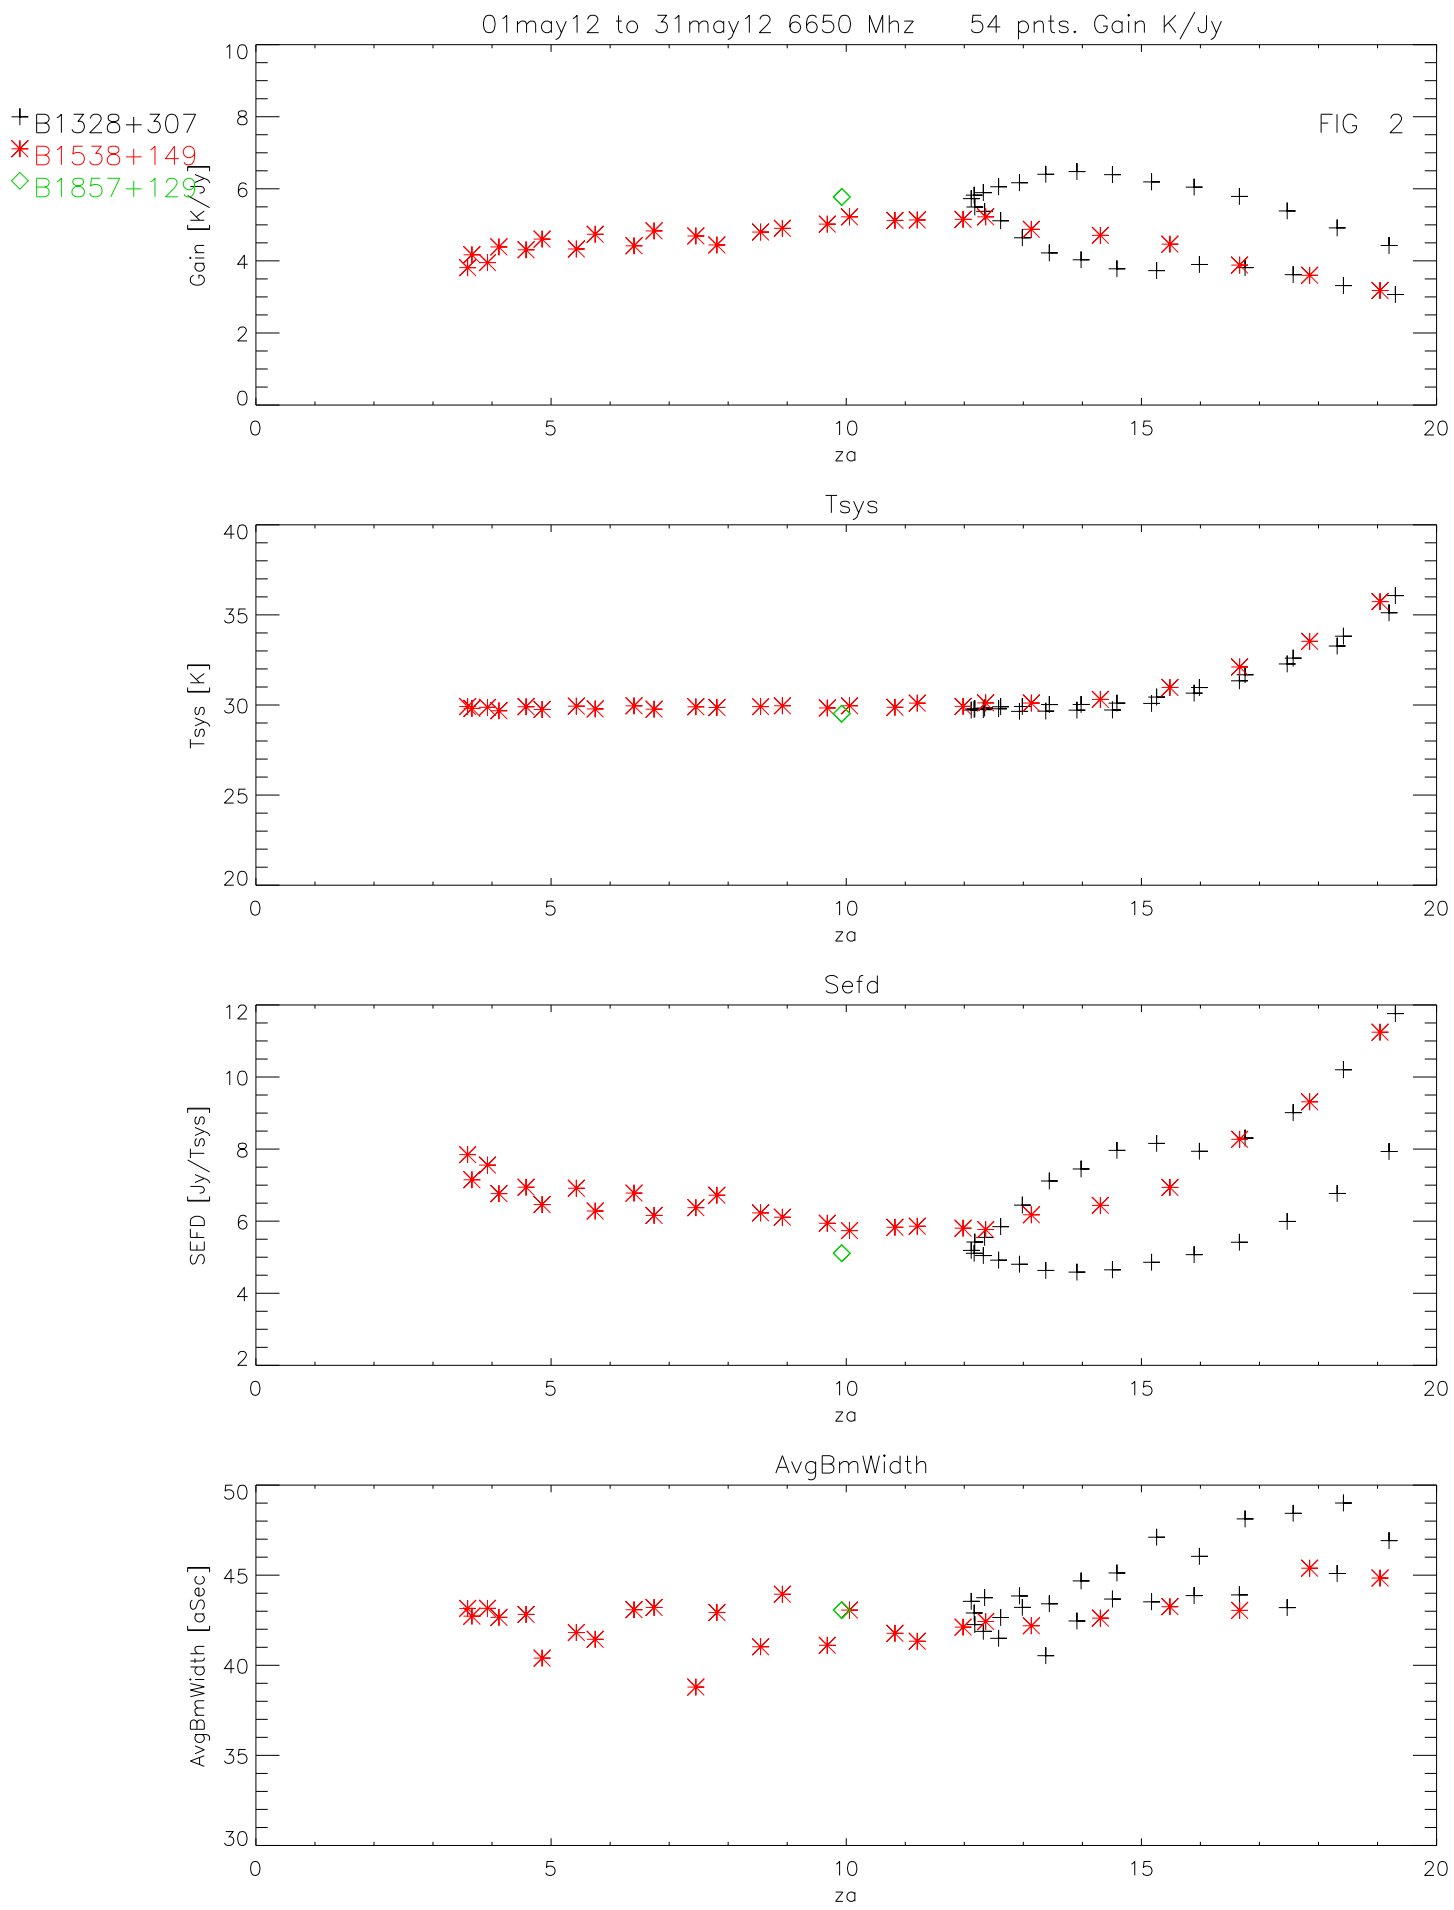 01may12 to 31may12 6650 Mhz 54 pnts. Gain K/Jy
B1328+307
B1538+149
B1857+129
FIG 2
Gain [K/Jy]
10
8
6
4
2
0
0 5 10 15 20
za
Tsys
Tsys [K]
40
35
30
25
20
0 5 10 15 20
za
Sefd
SEFD [Jy/Tsys]
12
10
8
6
4
2
0 5 10 15 20
za
AvgBmWidth
AvgBmWidth [aSec]
50
45
40
35
30
0 5 10 15 20
za